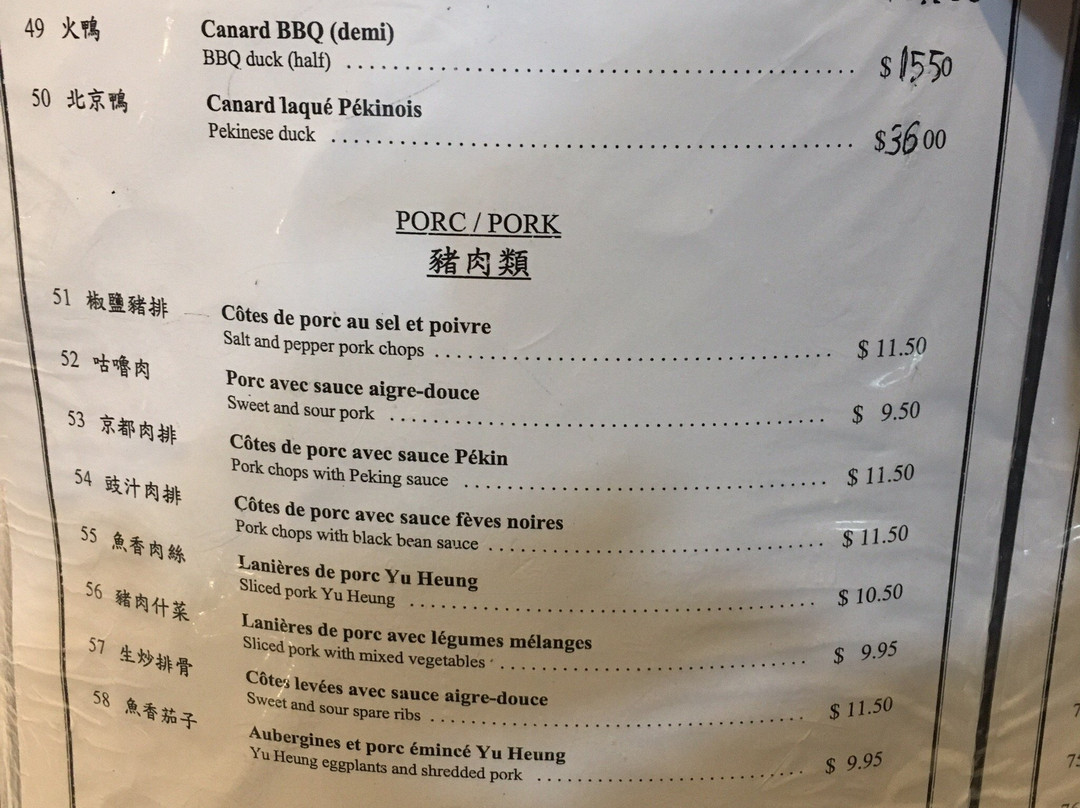 49 火鴨 Canard BBQ (demi)
BBQ duck (half) $ 1550
50 北京鴨 Canard laqué Pékinois
Pekinese duck $3600
PORC / PORK
豬肉類
51 椒鹽豬排 Côtes de porc au sel et poivre
Salt and pepper pork chops $ 11.50
52 咕嚕肉 Porc avec sauce aigre-douce
Sweet and sour pork $ 9.50
53 京都肉排 Côtes de porc avec sauce Pékin
Pork chops with Peking sauce $ 11.50
54 豉汁肉排 Côtes de porc avec sauce fèves noires
Pork chops with black bean sauce $ 11.50
55 魚香肉絲 Lanières de porc Yu Heung
Sliced pork Yu Heung $ 10.50
56 豬肉什菜 Lanières de porc avec légumes mélanges
Sliced pork with mixed vegetables $ 9.95
57 生炒排骨 Côtes levées avec sauce aigre-douce
Sweet and sour spare ribs $ 11.50
58 魚香茄子 Aubergines et porc émincé Yu Heung
Yu Heung eggplants and shredded pork $ 9.95